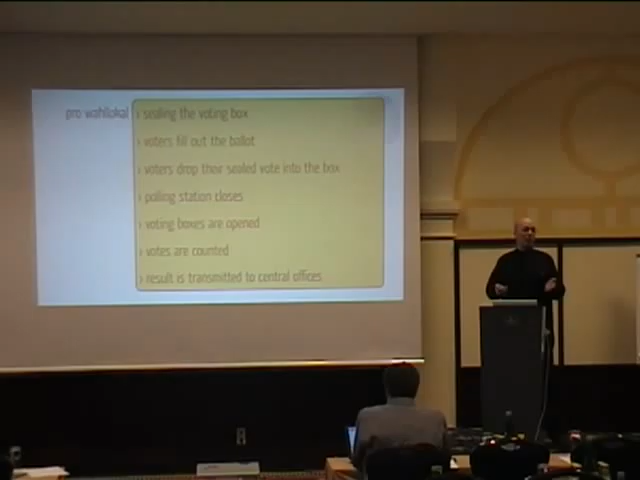 pro wahllokal › sealing the voting box
› voters fill out the ballot
› voters drop their sealed vote into the box
› polling station closes
› voting boxes are opened
› votes are counted
› result is transmitted to central offices